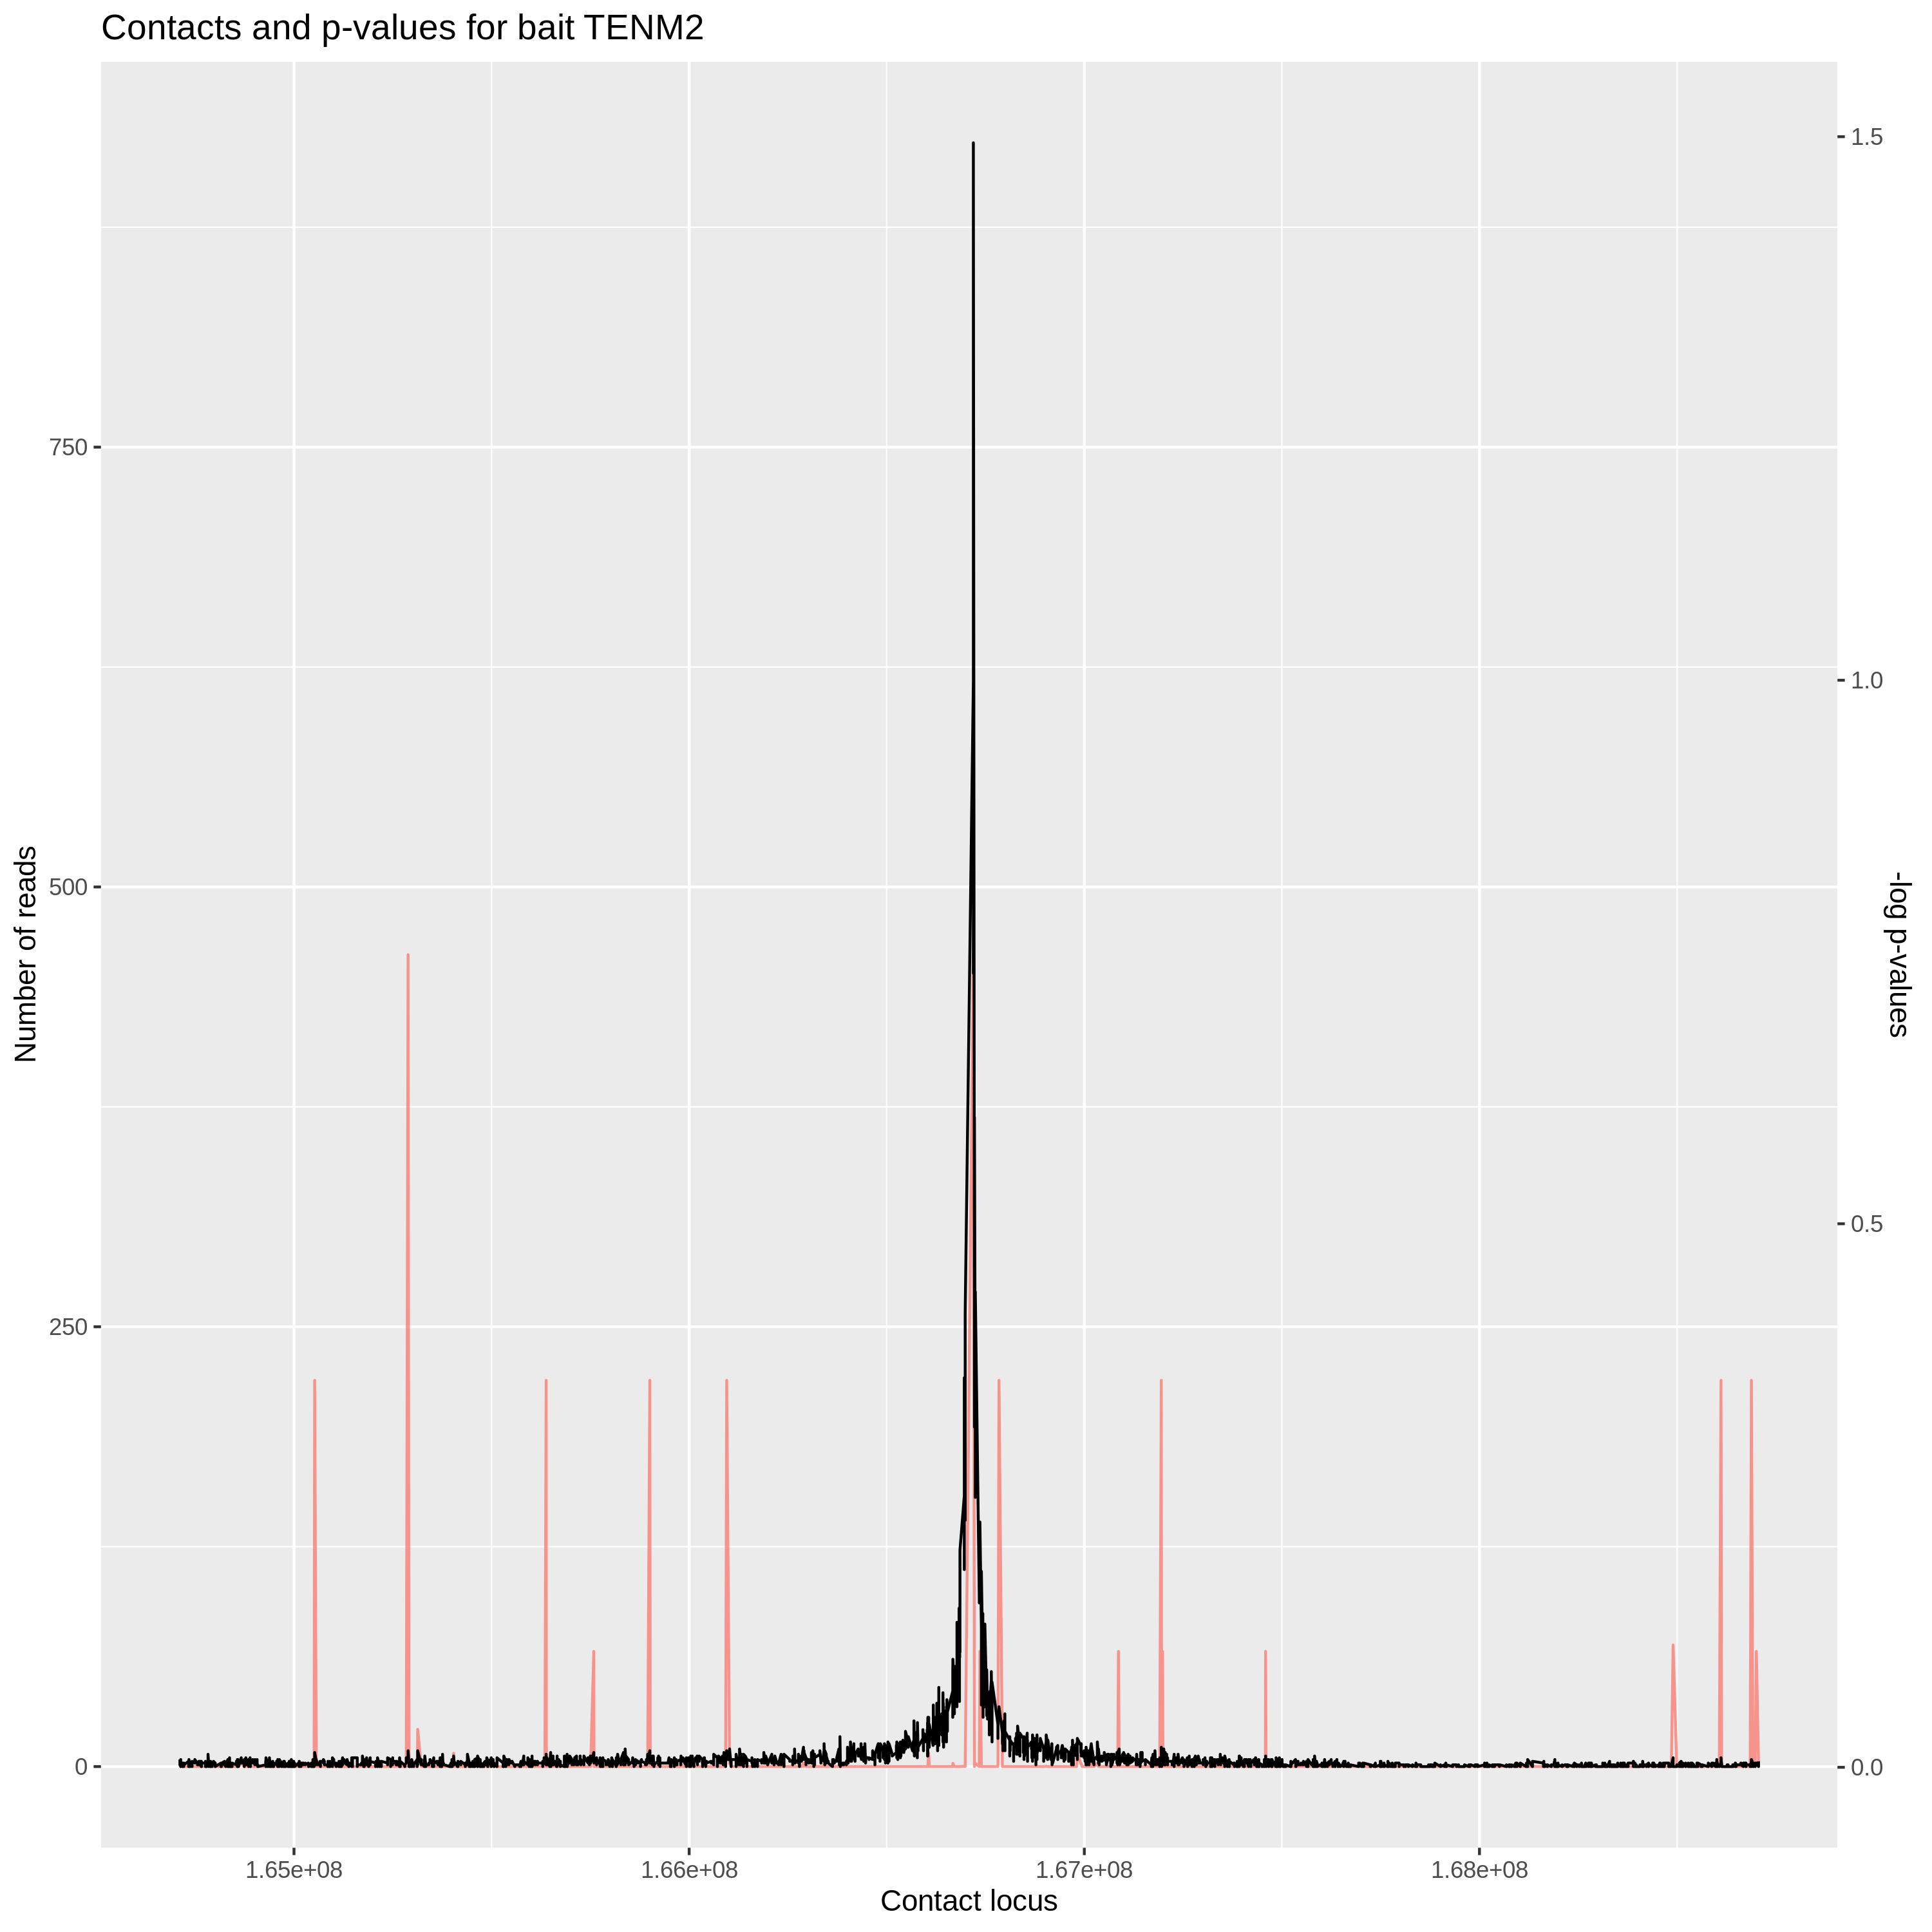 Contacts and p-values for bait TENM2
Number of reads
750
500
250
0
1.5
1.0
0.5
0.0
-log p-values
1.65e+08
1.66e+08
1.67e+08
1.68e+08
Contact locus